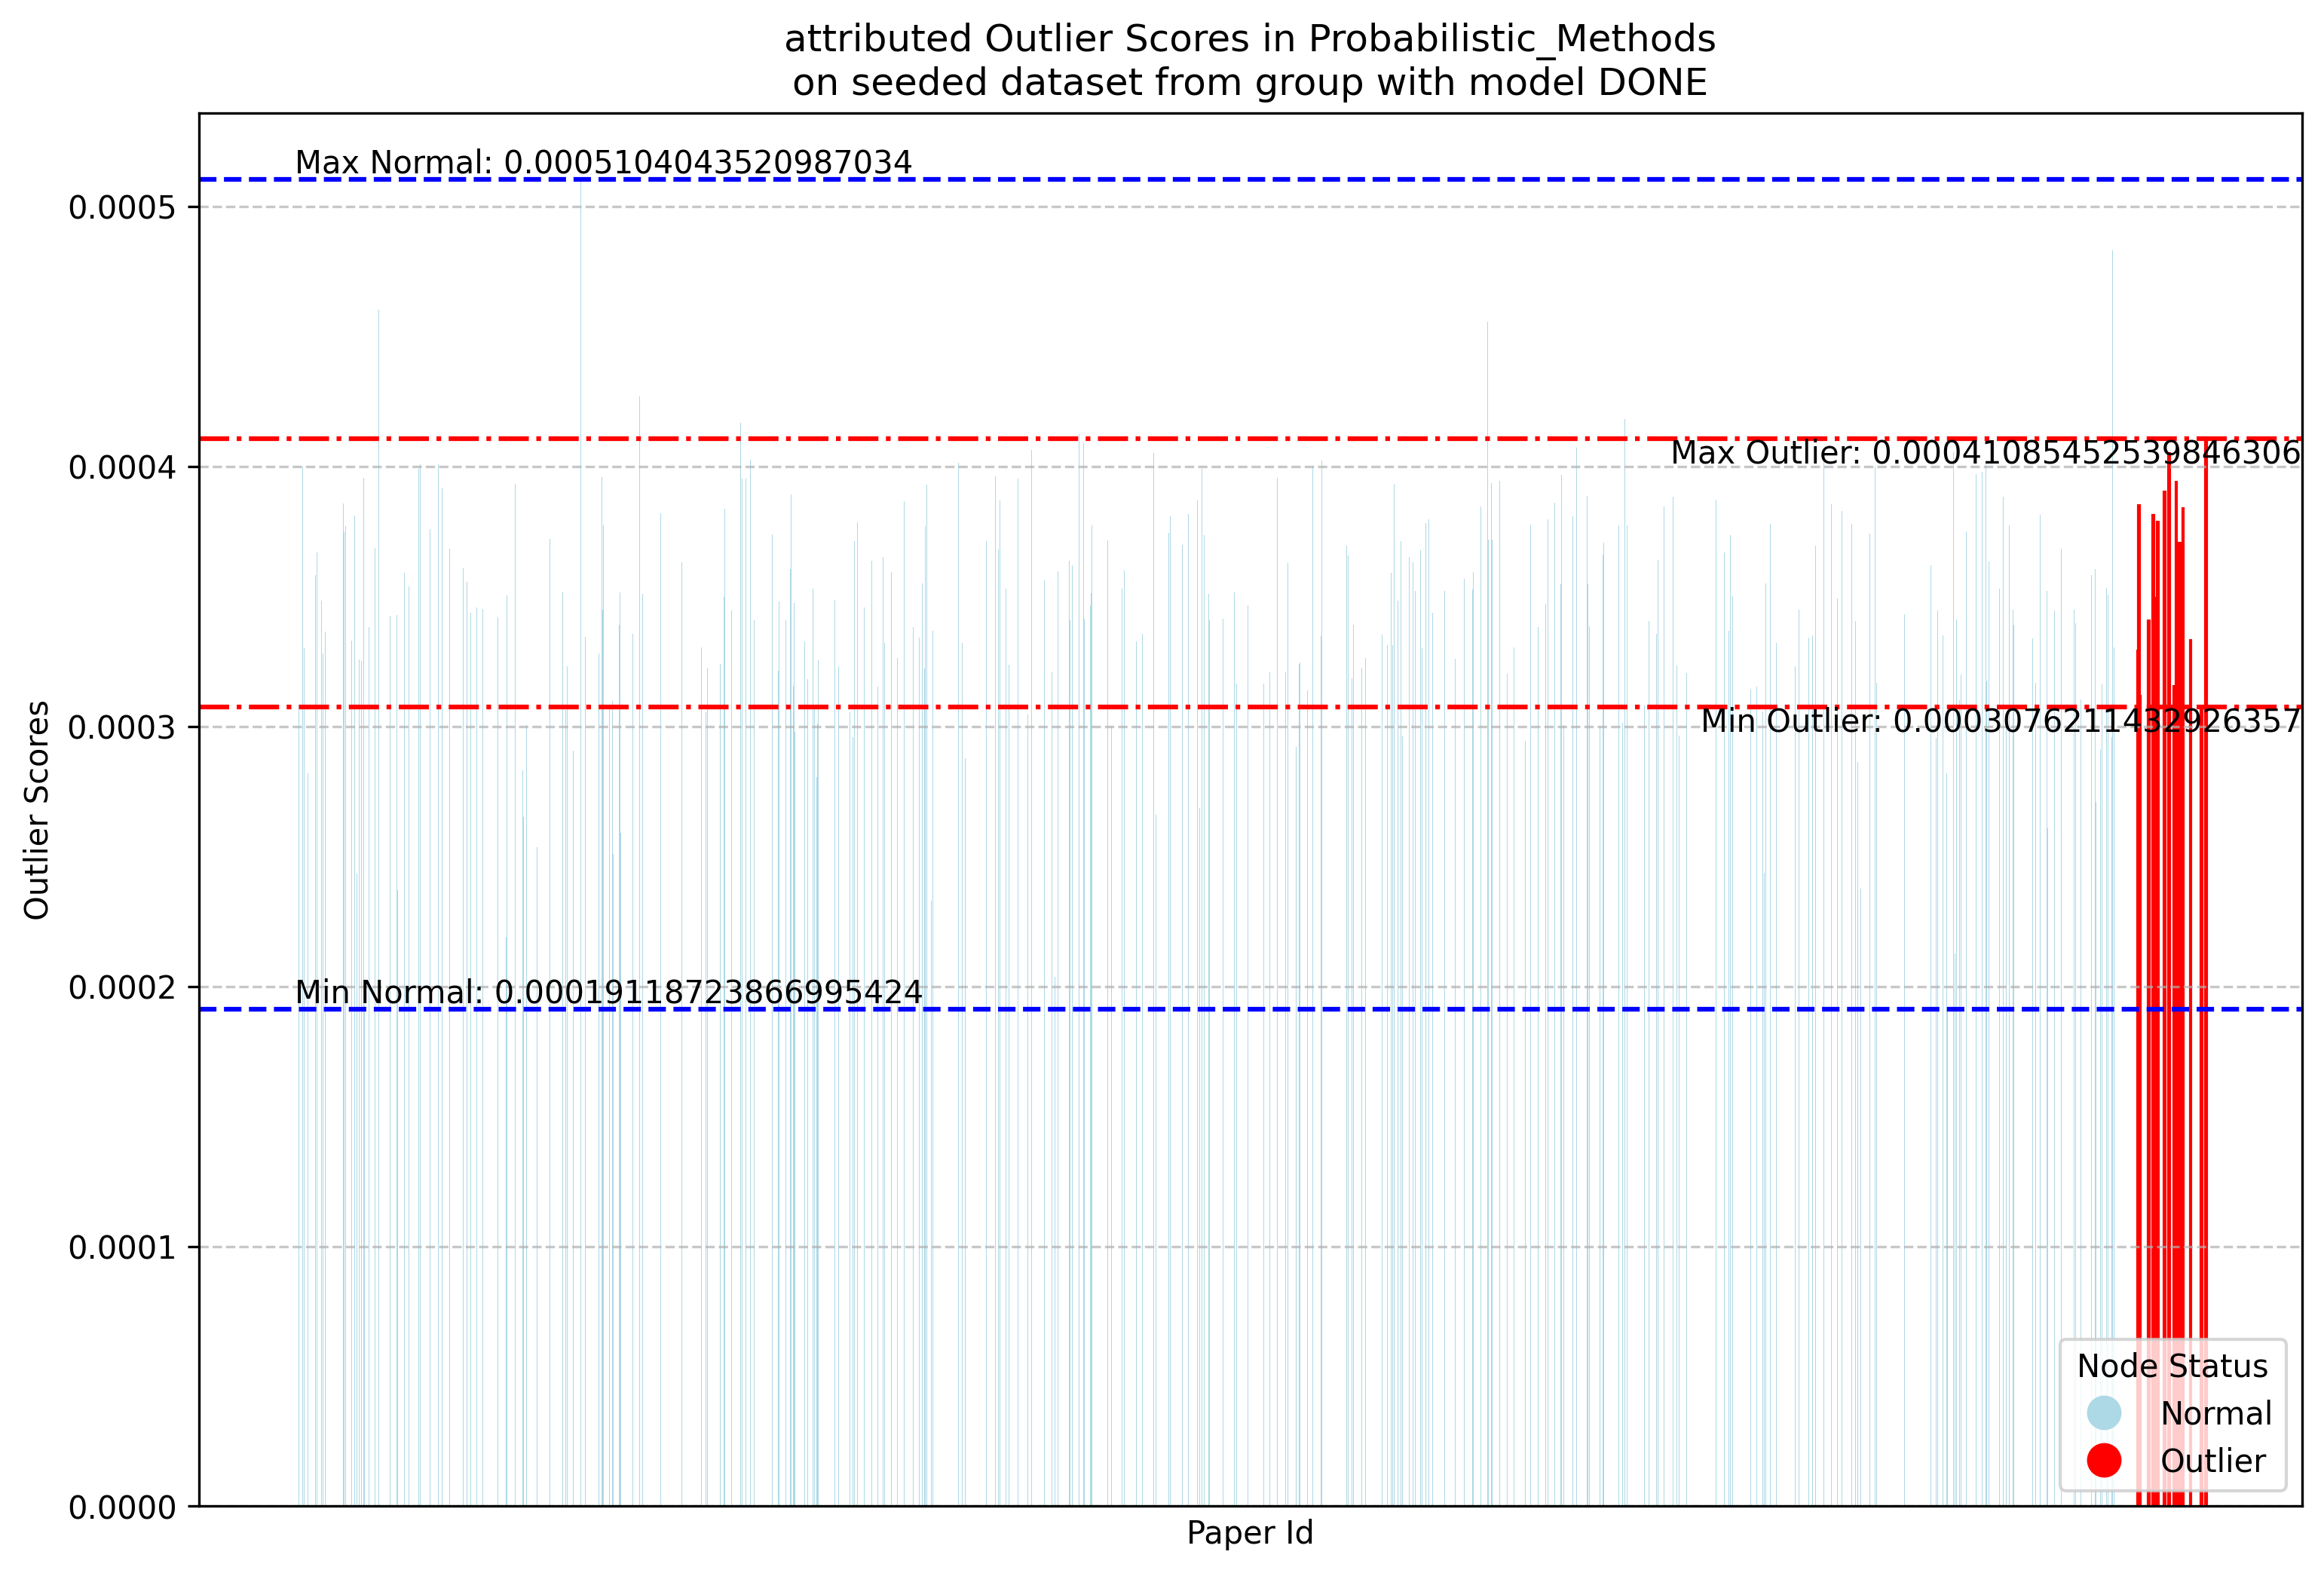 attributed Outlier Scores in Probabilistic_Methods
on seeded dataset from group with model DONE
Max Normal: 0.0005104043520987034
0.0005
Max Outlier: 0.00041085452539846306
0.0004
Min Outlier: 0.00030762114329263​57
0.0003
Outlier Scores
Min Normal: 0.00019118723866995424
0.0002
0.0001
Node Status
Normal
Outlier
0.0000
Paper Id